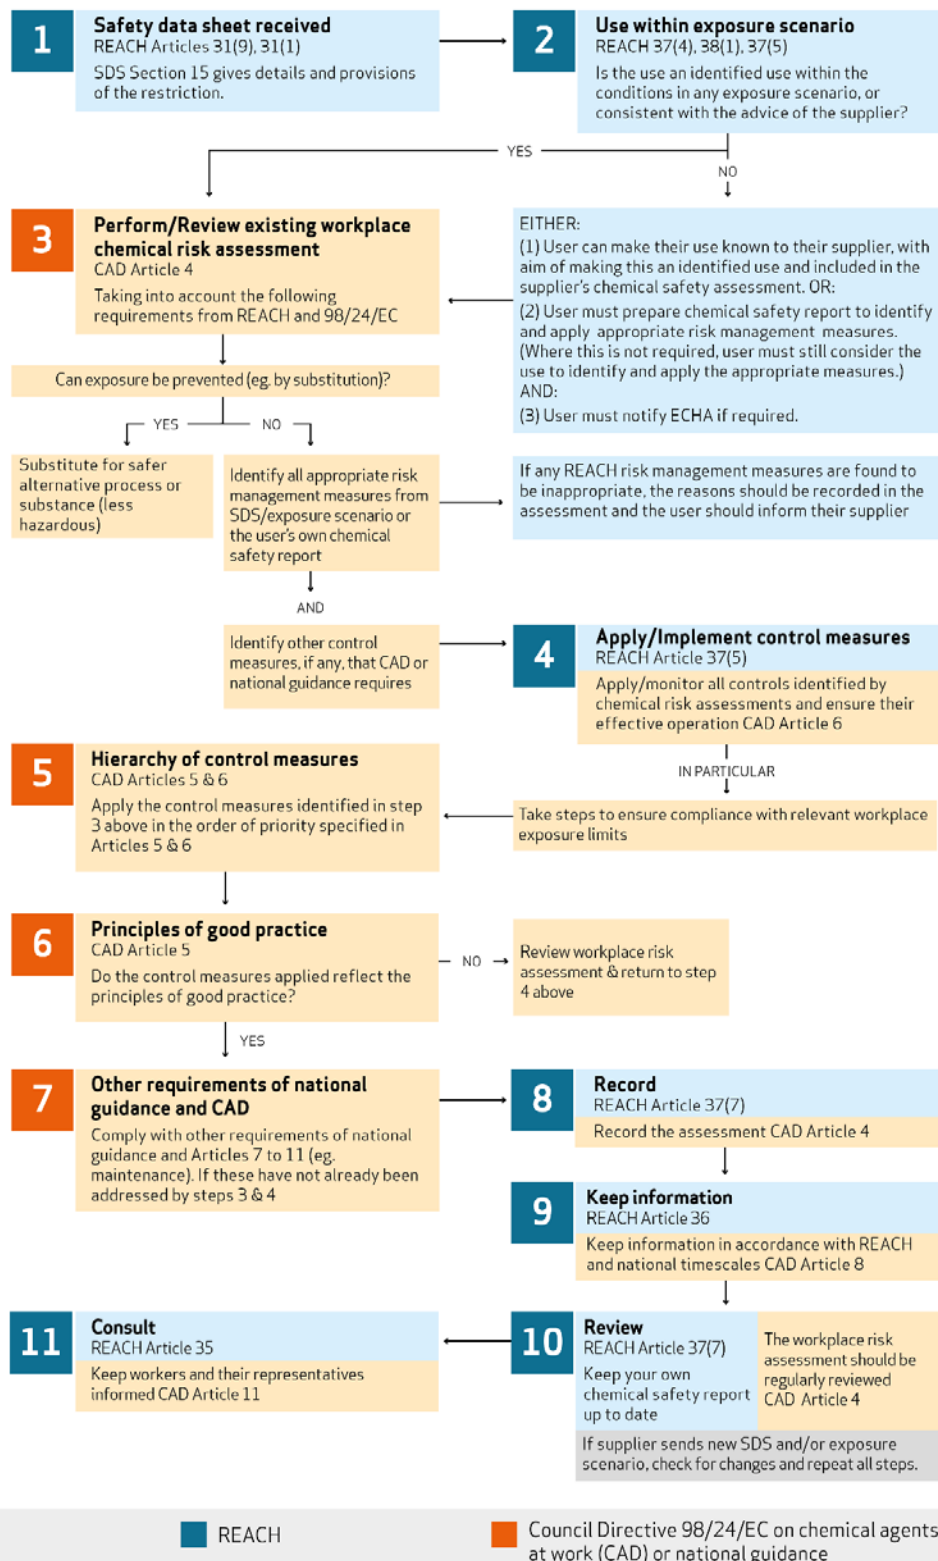 1
Safety data sheet received
REACH Articles 31(9), 31(1)
SDS Section 15 gives details and provisions
of the restriction.
2
Use within exposure scenario
REACH 37(4), 38(1), 37(5)
Is the use an identified use within the
conditions in any exposure scenario, or
consistent with the advice of the supplier?
YES
NO
3
Perform/Review existing workplace
chemical risk assessment
CAD Article 4
Taking into account the following
requirements from REACH and 98/24/EC
EITHER:
(1) User can make their use known to their supplier, with
aim of making this an identified use and included in the
supplier's chemical safety assessment. OR:
(2) User must prepare chemical safety report to identify
and apply appropriate risk management measures.
(Where this is not required, user must still consider the
use to identify and apply the appropriate measures.)
AND:
(3) User must notify ECHA if required.
Can exposure be prevented (eg. by substitution)?
YES
NO
Substitute for safer
alternative process or
substance (less
hazardous)
Identify all appropriate risk
management measures from
SDS/exposure scenario or
the user's own chemical
safety report
If any REACH risk management measures are found to
be inappropriate, the reasons should be recorded in the
assessment and the user should inform their supplier
AND
Identify other control
measures, if any, that CAD or
national guidance requires
4
Apply/Implement control measures
REACH Article 37(5)
Apply/monitor all controls identified by
chemical risk assessments and ensure their
effective operation CAD Article 6
IN PARTICULAR
Take steps to ensure compliance with relevant workplace
exposure limits
5
Hierarchy of control measures
CAD Articles 5 & 6
Apply the control measures identified in step
3 above in the order of priority specified in
Articles 5 & 6
6
Principles of good practice
CAD Article 5
Do the control measures applied reflect the
principles of good practice?
NO
Review workplace risk
assessment & return to step
4 above
YES
7
Other requirements of national
guidance and CAD
Comply with other requirements of national
guidance and Articles 7 to 11 (eg.
maintenance). If these have not already been
addressed by steps 3 & 4
8
Record
REACH Article 37(7)
Record the assessment CAD Article 4
9
Keep information
REACH Article 36
Keep information in accordance with REACH
and national timescales CAD Article 8
10
Review
REACH Article 37(7)
Keep your own
chemical safety report
up to date
The workplace risk
assessment should be
regularly reviewed
CAD Article 4
If supplier sends new SDS and/or exposure
scenario, check for changes and repeat all steps.
11
Consult
REACH Article 35
Keep workers and their representatives
informed CAD Article 11
REACH
Council Directive 98/24/EC on chemical agents
at work (CAD) or national guidance